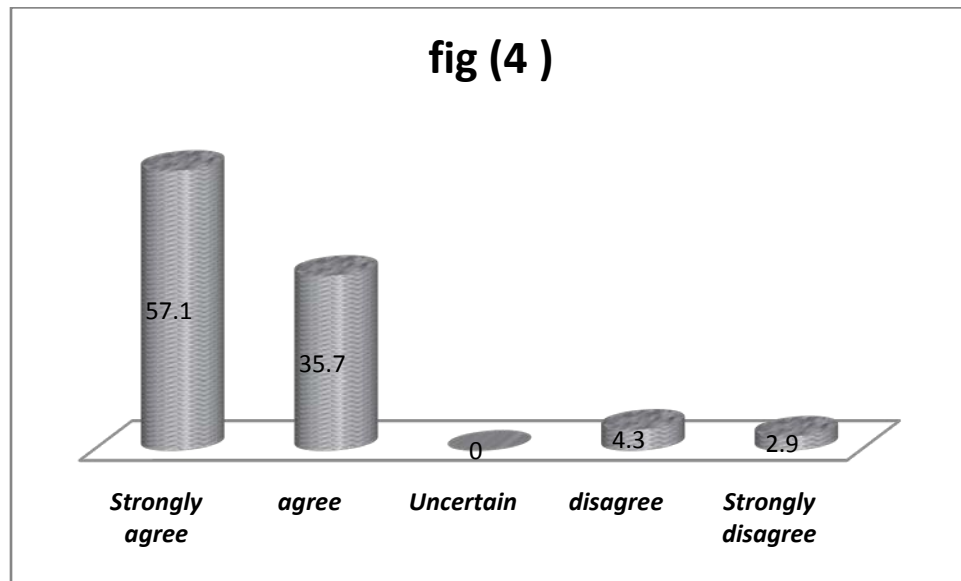 fig (4 )
57.1
35.7
0
4.3
2.9
Strongly agree
agree
Uncertain
disagree
Strongly disagree